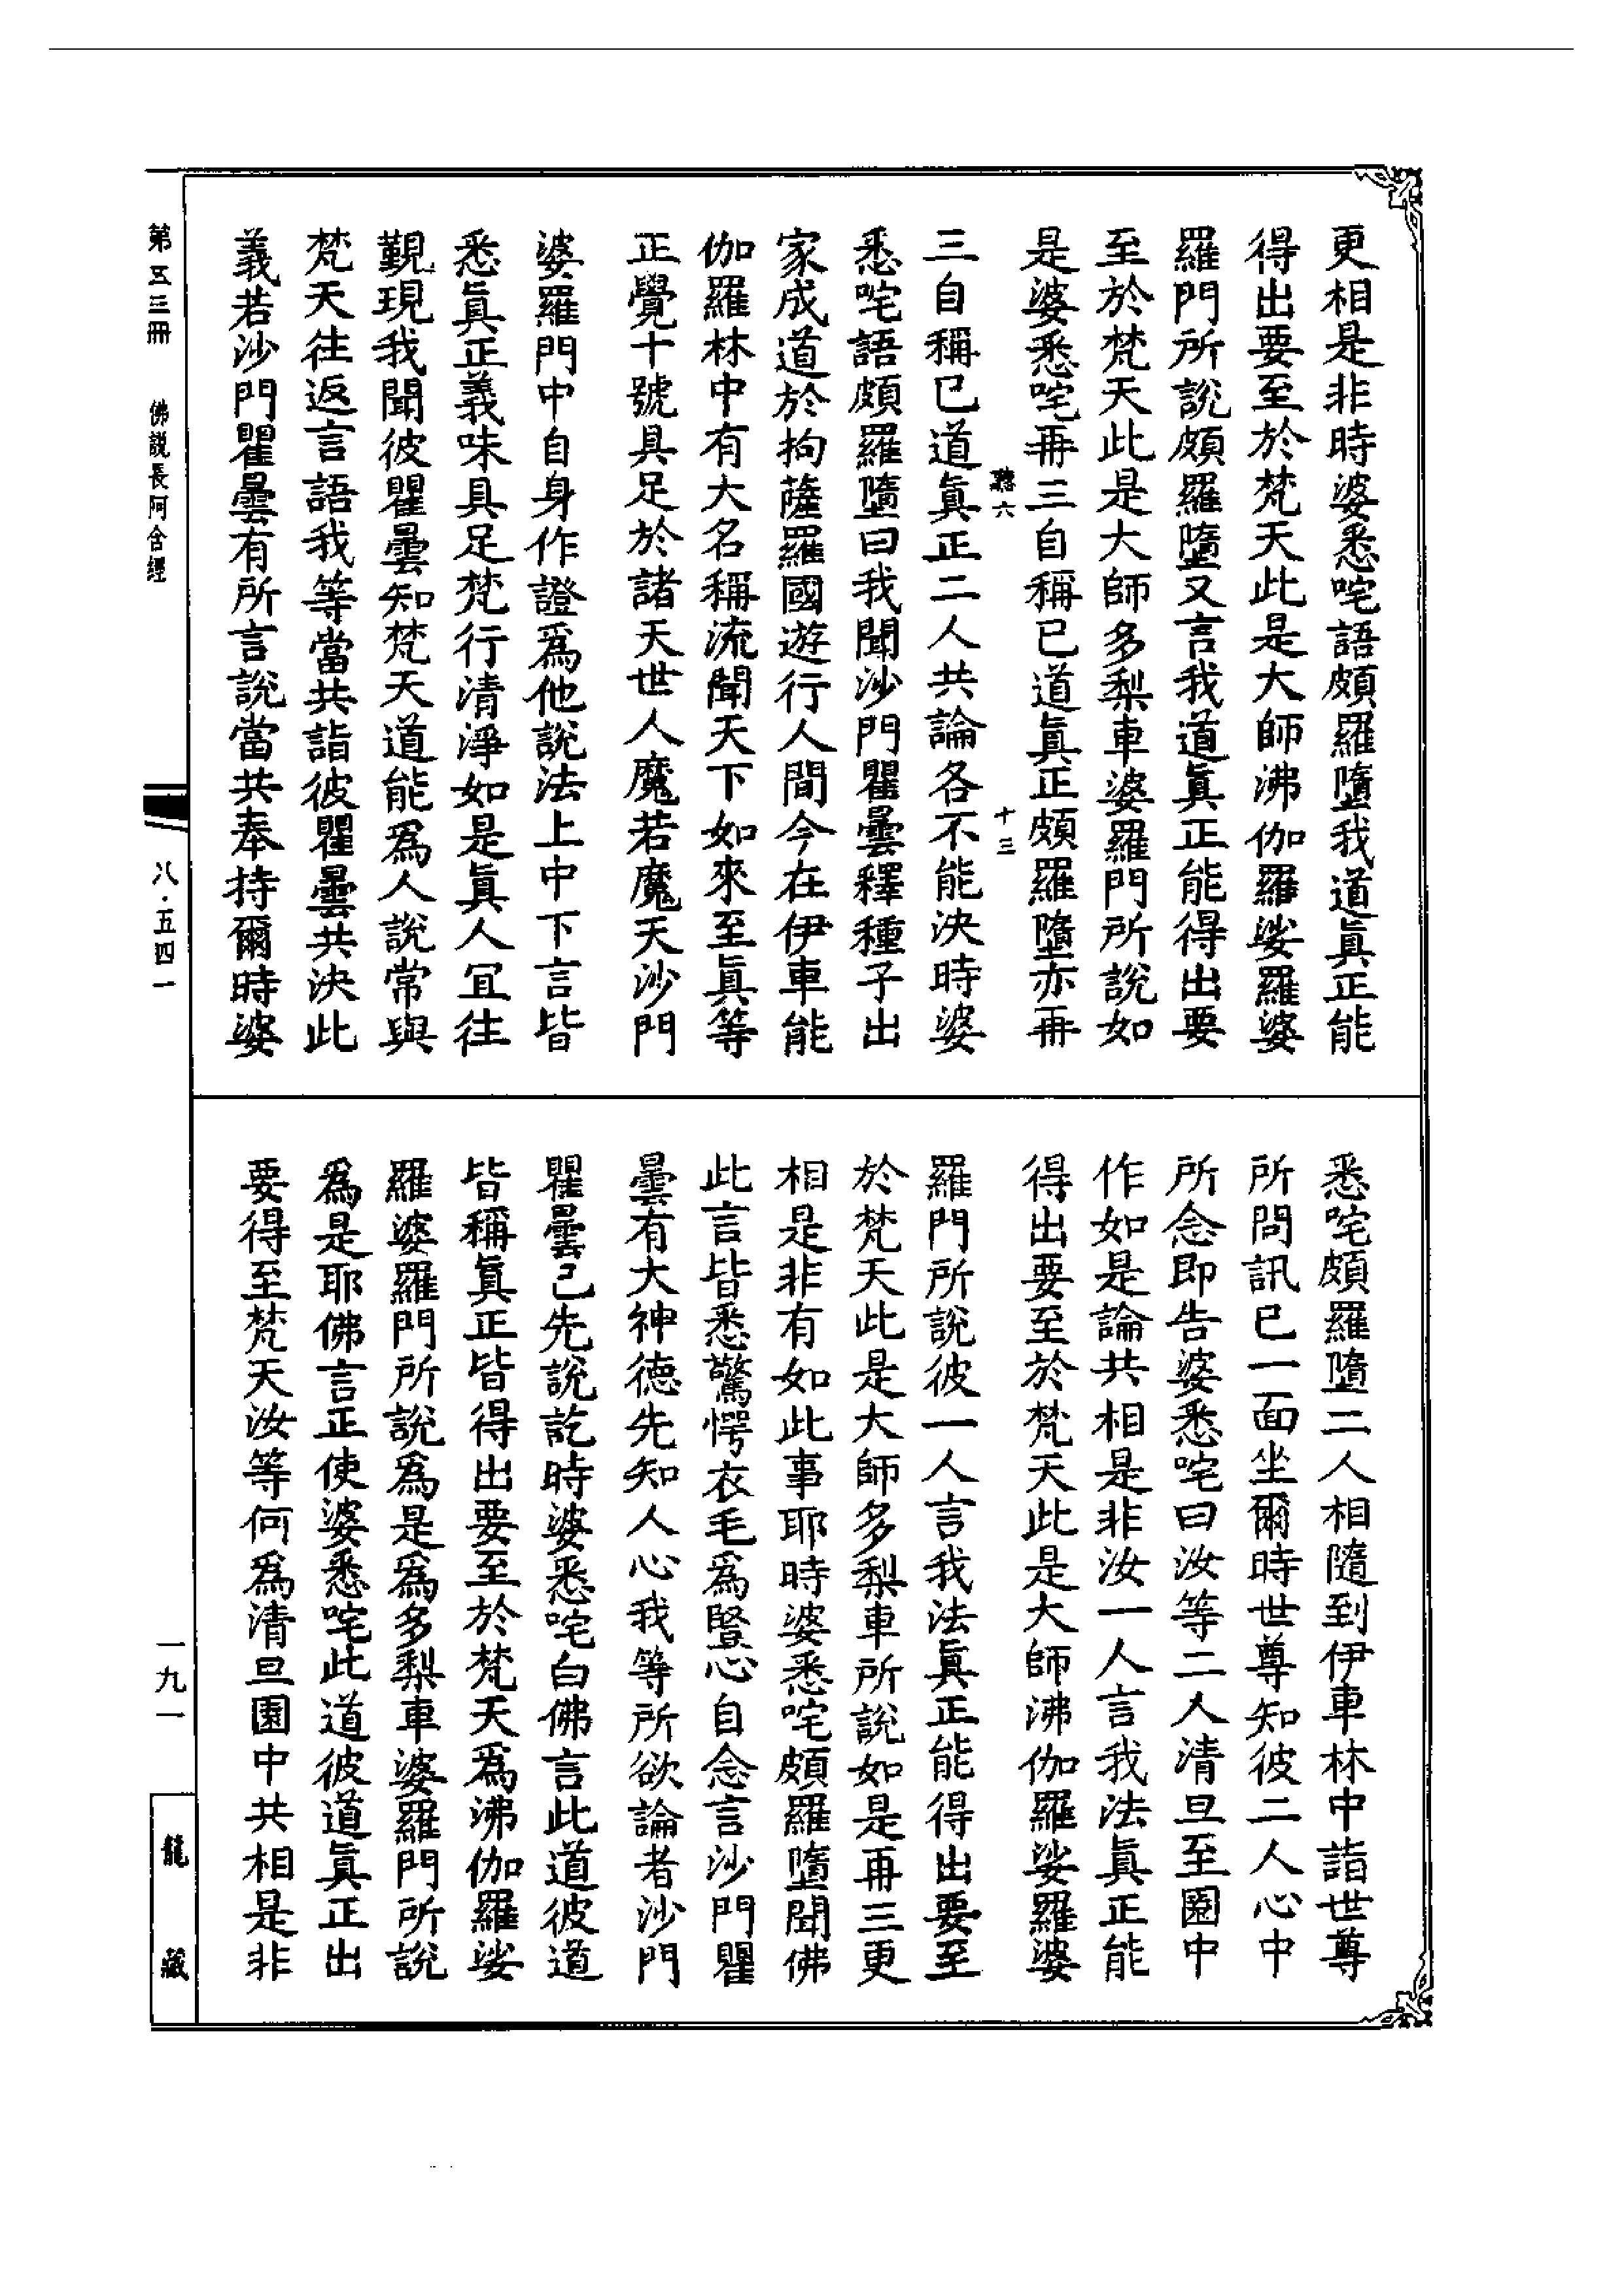 更相是非時婆悉咤語頗羅墮我道眞正能
得出要至於梵天此是大師沸伽羅娑羅婆
羅門所說頗羅墮又言我道眞正能得出要
至於梵天此是大師多梨車婆羅門所說如
是婆悉咤再三自稱已道眞正頗羅墮亦再
聽六
十三
三自稱已道眞正二人共論各不能決時婆
悉咤語頗羅墮曰我聞沙門瞿曇釋種子出
家成道於拘薩羅國遊行人間今在伊車能
伽羅林中有大名稱流聞天下如來至眞等
正覺十號具足於諸天世人魔若魔天沙門
婆羅門中自身作證爲他說法上中下言皆
悉眞正義味具足梵行清淨如是眞人宜往
覲現我聞彼瞿曇知梵天道能爲人說常與
梵天往返言語我等當共詣彼瞿曇共決此
義若沙門瞿曇有所言說當共奉持爾時婆
悉咤頗羅墮二人相隨到伊車林中詣世尊
所問訊已一面坐爾時世尊知彼二人心中
所念即告婆悉咤曰汝等二人清旦至園中
作如是論共相是非汝一人言我法眞正能
得出要至於梵天此是大師沸伽羅娑羅婆
羅門所說彼一人言我法眞正能得出要至
於梵天此是大師多梨車所說如是再三更
相是非有如此事耶時婆悉咤頗羅墮聞佛
此言皆悉驚愕衣毛爲豎心自念言沙門瞿
曇有大神德先知人心我等所欲論者沙門
瞿曇已先說訖時婆悉咤白佛言此道彼道
皆稱眞正皆得出要至於梵天爲沸伽羅娑
羅婆羅門所說爲是爲多梨車婆羅門所說
爲是耶佛言正使婆悉咤此道彼道眞正出
要得至梵天汝等何爲清旦園中共相是非
第五三冊
佛說長阿含經
八·五四一
一九一
龍藏